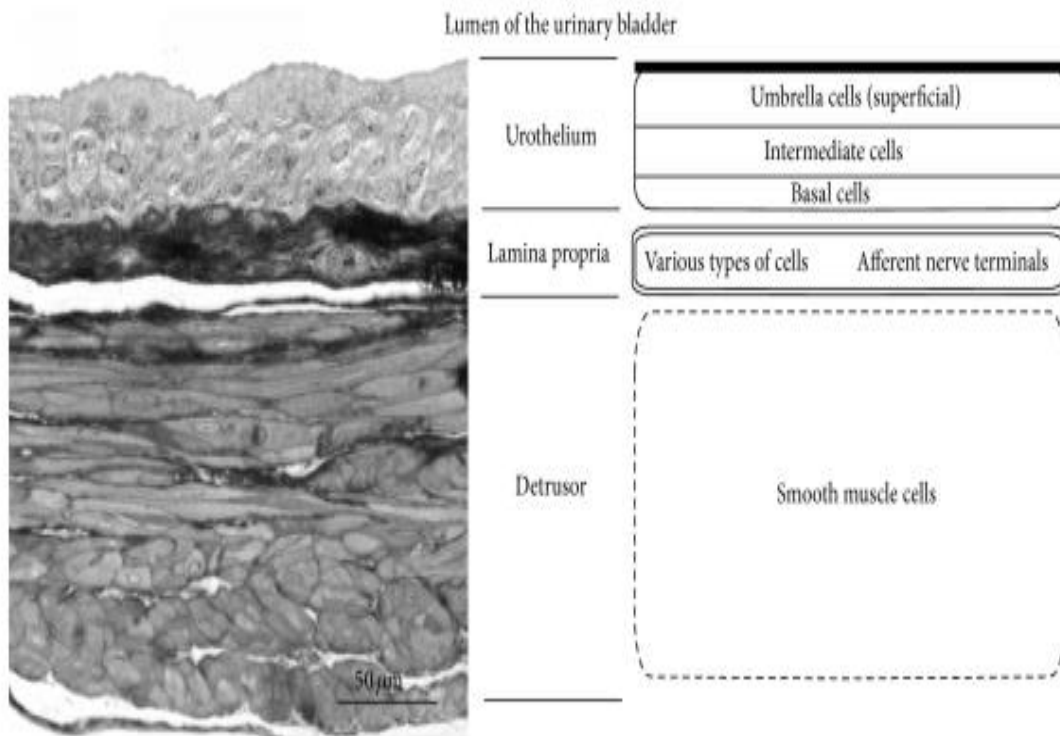 Lumen of the urinary bladder
Urothelium
Umbrella cells (superficial)
Intermediate cells
Basal cells
Lamina propria
Various types of cells
Afferent nerve terminals
Detrusor
Smooth muscle cells
50 μm